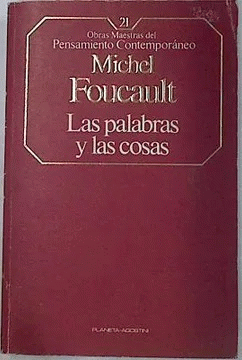 21
Obras Maestras del
Pensamiento Contemporáneo
Michel
Foucault
Las palabras
y las cosas
PLANETA-AGOSTINI